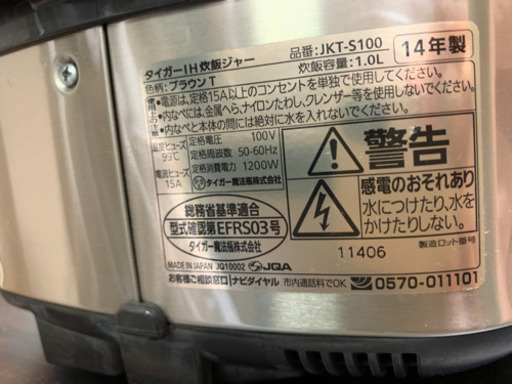 タイガーIH炊飯ジャー 品番:JKT-S100 14年製
色柄:ブラウンT 炊飯容量:1.0L
●電源は、定格15A以上のコンセントを単独で使用してください。
●内なべには、金属へら、ナイロンたわし、クレンザー等を使用しないでください。
●内なべと本体の間には絶対に水を入れないでください。
温度ヒューズ 99℃
電流ヒューズ 15A
定格電圧 100V
定格周波数 50-60Hz
定格消費電力 1200W
タイガー魔法瓶株式会社
警告
感電のおそれあり
水につけたり、水を
かけたりしない。
総務省基準適合
型式確認第EFRS03号
タイガー魔法瓶株式会社
11406 製造ロット番号
MADE IN JAPAN JQ10002 JQA
お客様ご相談窓口 ナビダイヤル 市内通話料でOK 0570-011101